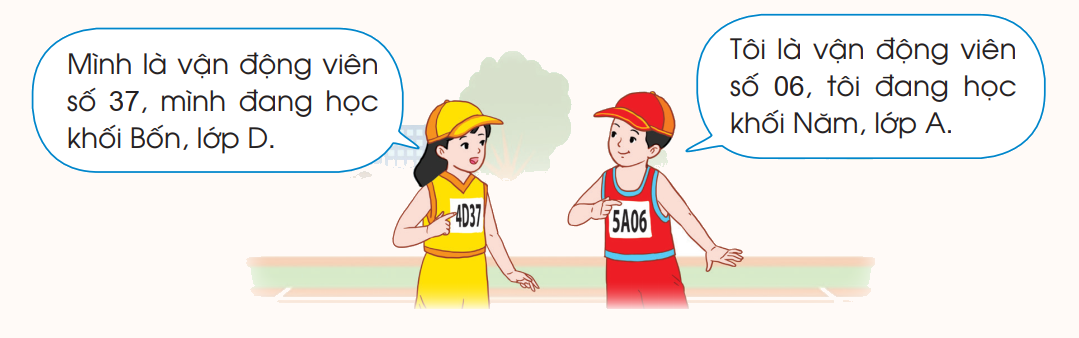 Mình là vận động viên
số 37, mình đang học
khối Bốn, lớp D.
Tôi là vận động viên
số 06, tôi đang học
khối Năm, lớp A.
4D37
5A06